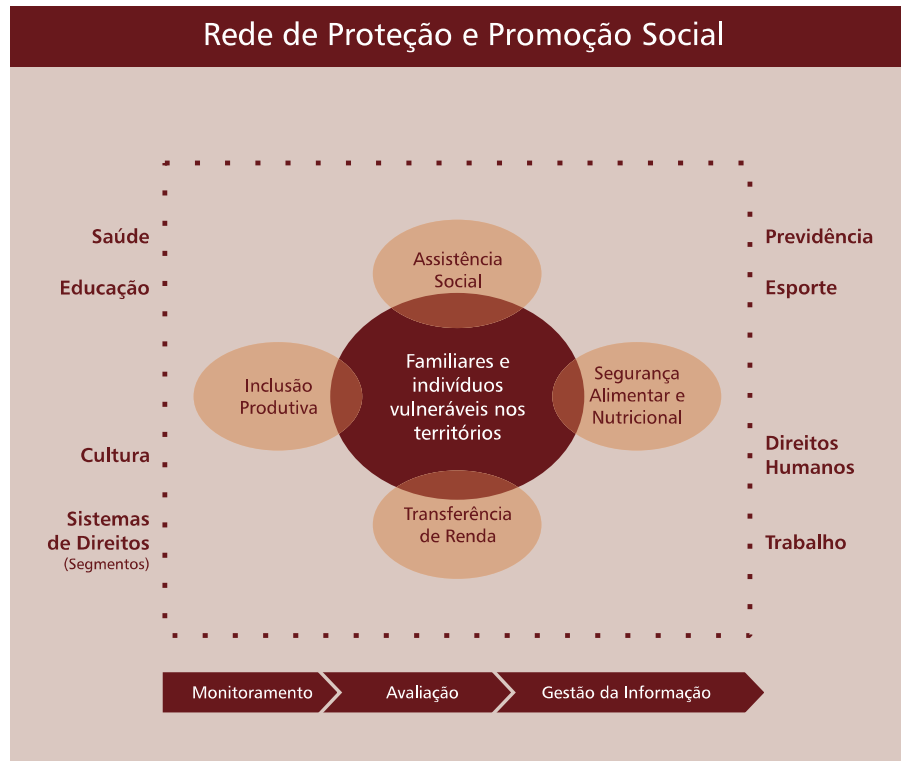 Rede de Proteção e Promoção Social
Saúde
Educação
Cultura
Sistemas
de Direitos
(Segmentos)
Assistência
Social
Inclusão
Produtiva
Familiares e
indivíduos
vulneráveis nos
territórios
Segurança
Alimentar e
Nutricional
Transferência
de Renda
Previdência
Esporte
Direitos
Humanos
Trabalho
Monitoramento
Avaliação
Gestão da Informação